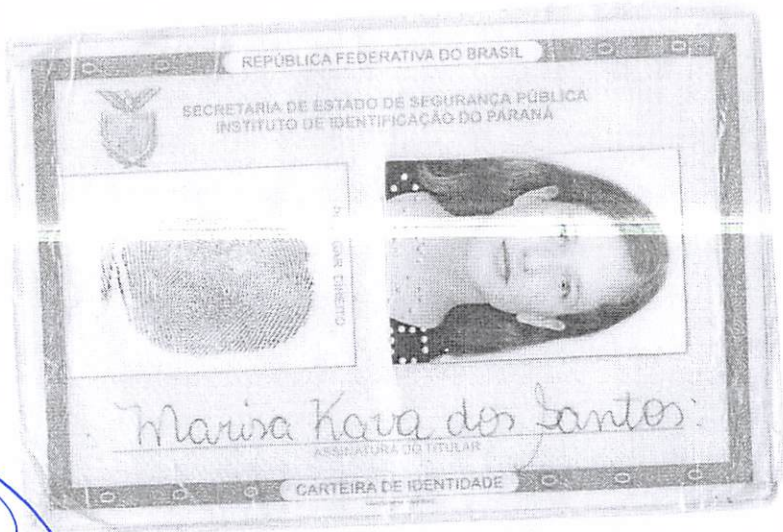 REPÚBLICA FEDERATIVA DO BRASIL
SECRETARIA DE ESTADO DE SEGURANÇA PÚBLICA
INSTITUTO DE IDENTIFICAÇÃO DO PARANÁ
DIREITO
Marisa Kava dos Santos
ASSINATURA DO TITULAR
CARTEIRA DE IDENTIDADE